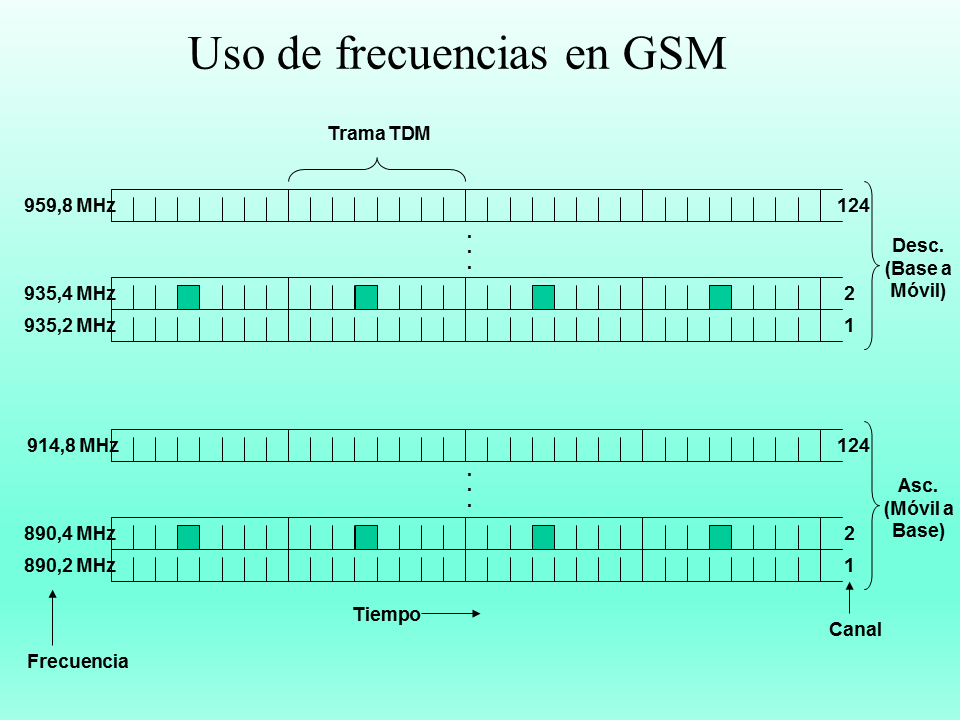 Uso de frecuencias en GSM
Trama TDM
959,8 MHz
124
.
.
.
935,4 MHz
2
935,2 MHz
1
Desc.
(Base a
Móvil)
914,8 MHz
124
.
.
.
890,4 MHz
2
890,2 MHz
1
Asc.
(Móvil a
Base)
Tiempo
Canal
Frecuencia